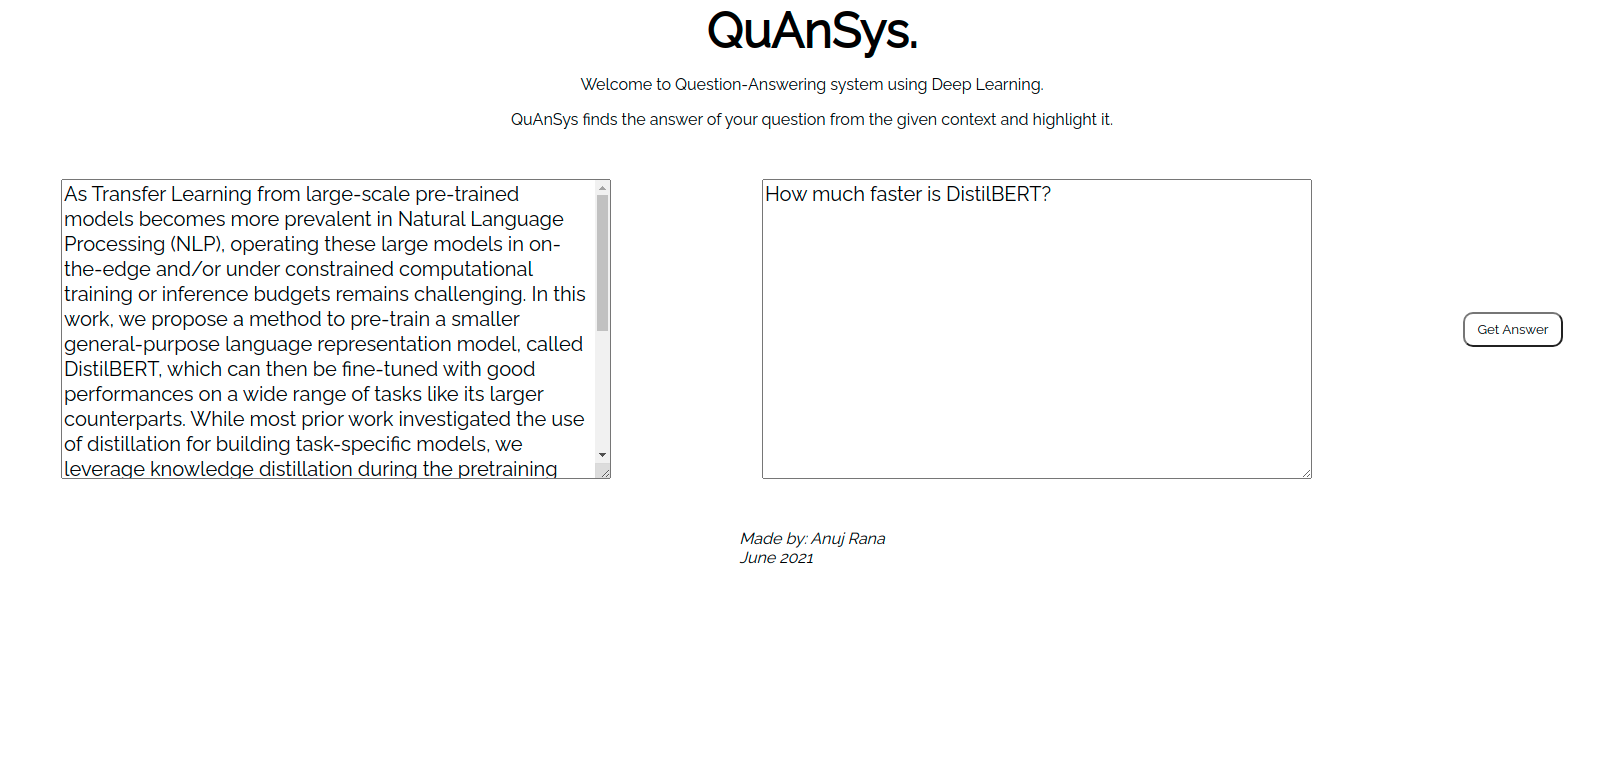 QuAnSys.
Welcome to Question-Answering system using Deep Learning.
QuAnSys finds the answer of your question from the given context and highlight it.
As Transfer Learning from large-scale pre-trained
models becomes more prevalent in Natural Language
Processing (NLP), operating these large models in on-
the-edge and/or under constrained computational
training or inference budgets remains challenging. In this
work, we propose a method to pre-train a smaller
general-purpose language representation model, called
DistilBERT, which can then be fine-tuned with good
performances on a wide range of tasks like its larger
counterparts. While most prior work investigated the use
of distillation for building task-specific models, we
leverage knowledge distillation during the pretraining
How much faster is DistilBERT?
Get Answer
Made by: Anuj Rana
June 2021